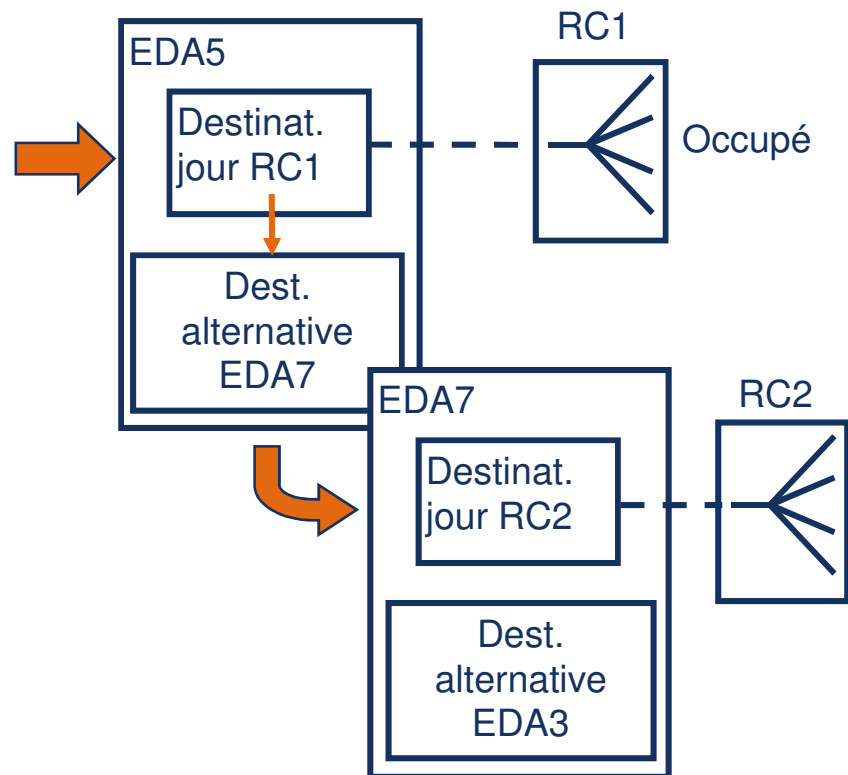 EDA5
Destinat.
jour RC1
RC1
Occupé
Dest.
alternative
EDA7
EDA7
RC2
Destinat.
jour RC2
Dest.
alternative
EDA3